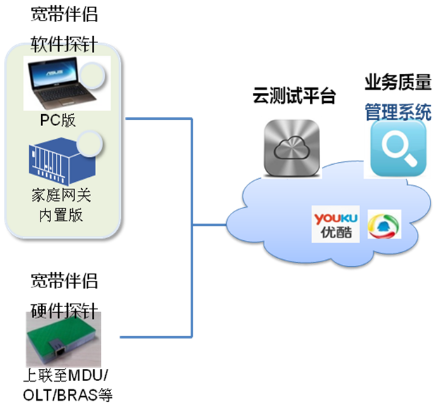 宽带伴侣
软件探针
PC版
家庭网关
内置版
宽带伴侣
硬件探针
上联至MDU/
OLT/BRAS等
云测试平台
业务质量
管理系统
YOUKU
优酷